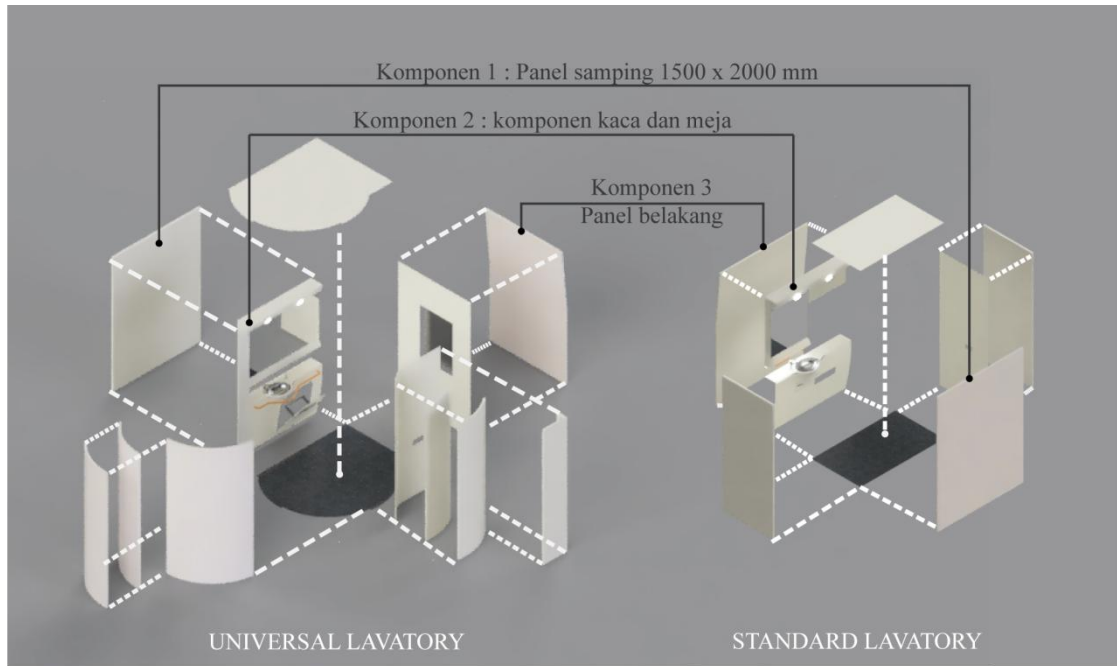 Komponen 1 : Panel samping 1500 x 2000 mm
Komponen 2 : komponen kaca dan meja
Komponen 3
Panel belakang
UNIVERSAL LAVATORY
STANDARD LAVATORY